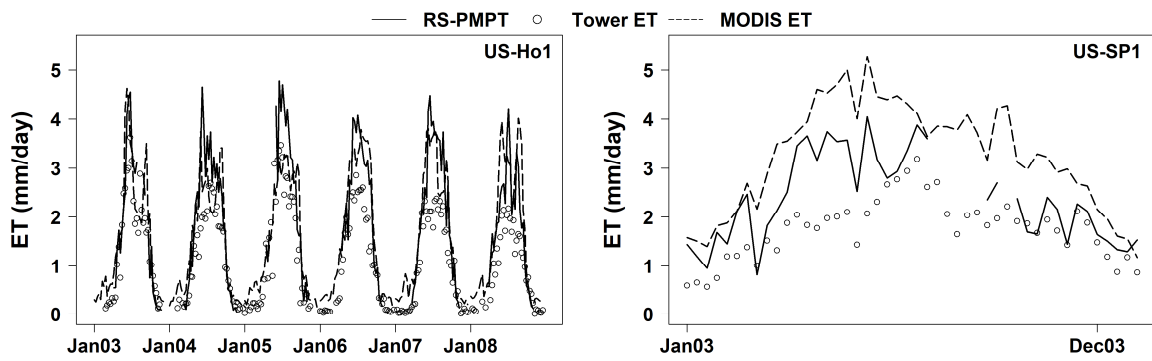 RS-PMPT Tower ET MODIS ET
US-Ho1
ET (mm/day)
5
4
3
2
1
0
Jan03 Jan04 Jan05 Jan06 Jan07 Jan08
US-SP1
ET (mm/day)
5
4
3
2
1
0
Jan03 Dec03